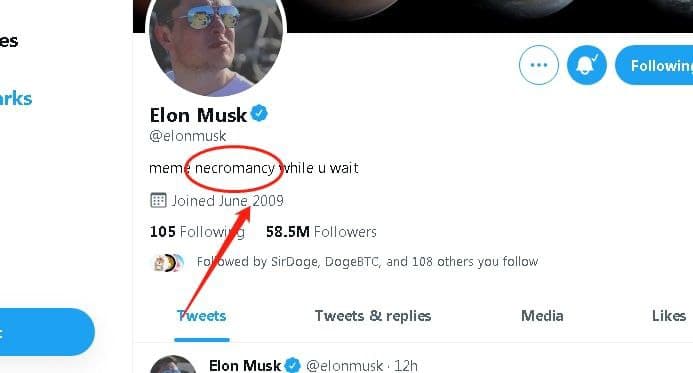 es
Elon Musk
@elonmusk
arks
Following
meme necromancy while u wait
Joined June 2009
105 Following 58.5M Followers
Followed by SirDoge, DogeBTC, and 108 others you follow
Tweets Tweets & replies Media Likes
Elon Musk @elonmusk · 12h